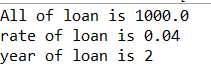 All of loan is 1000.0
rate of loan is 0.04
year of loan is 2